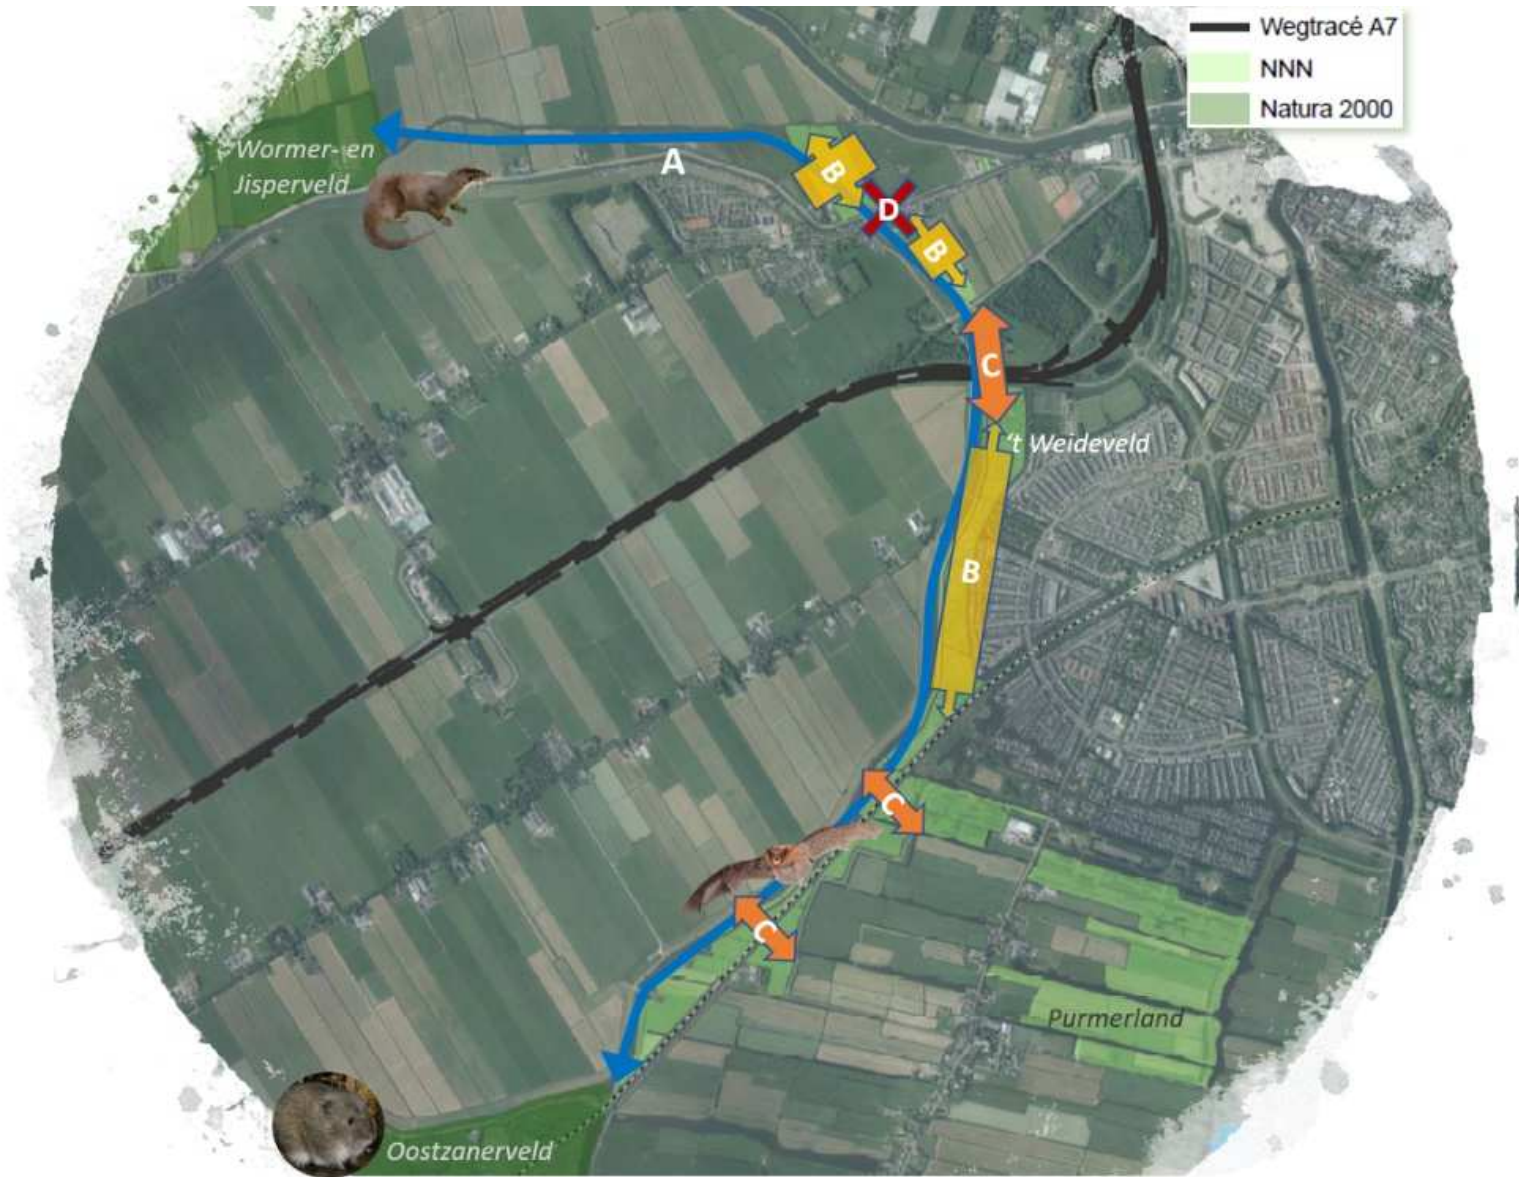 Wegtracé A7
NNN
Natura 2000
Wormer- en
Jisperveld
A
B
D
B
C
't Weideveld
B
C
C
Purmerland
Oostzanerveld